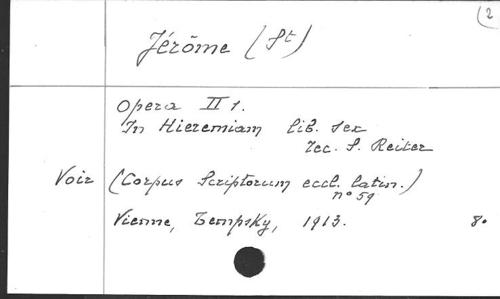 (2
Jérôme (St)
Opera II 1.
In Hieremiam lib. sex
rec. S. Reiter
Voir (Corpus Scriptorum eccl. latin.)
n° 59
Vienne, Tempsky, 1913. 8°